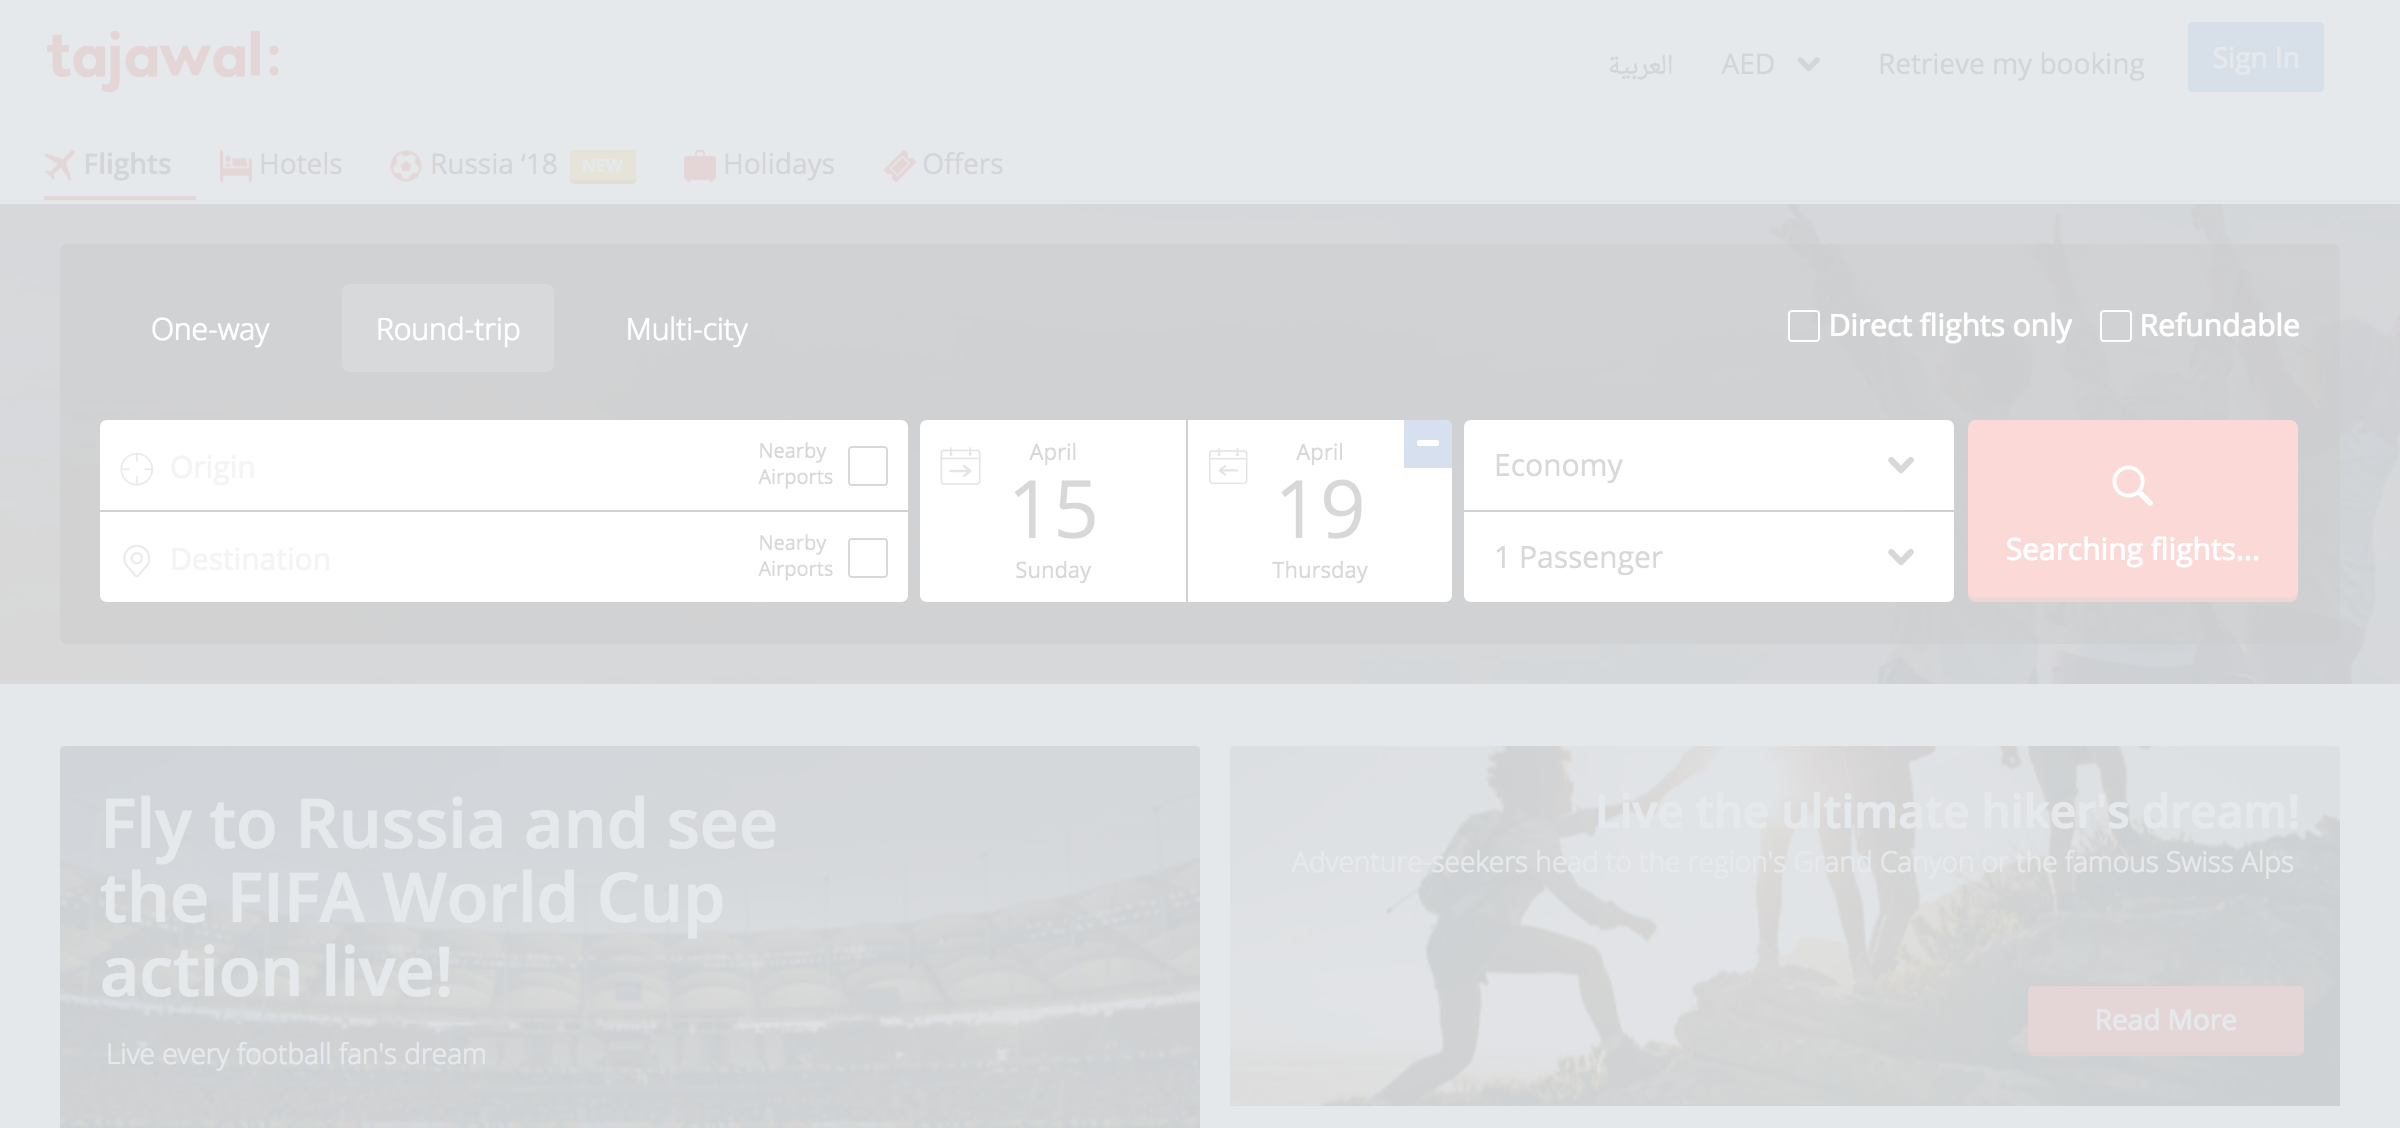 tajawal:
العربية
AED
Retrieve my booking
Sign In
Flights
Hotels
Russia ‘18
NEW
Holidays
Offers
One-way
Round-trip
Multi-city
Direct flights only
Refundable
Origin
Nearby
Airports
Destination
Nearby
Airports
April
15
Sunday
April
19
Thursday
Economy
1 Passenger
Searching flights...
Fly to Russia and see
the FIFA World Cup
action live!
Live every football fan's dream
Live the ultimate hiker's dream!
Adventure-seekers head to the region's Grand Canyon or the famous Swiss Alps
Read More